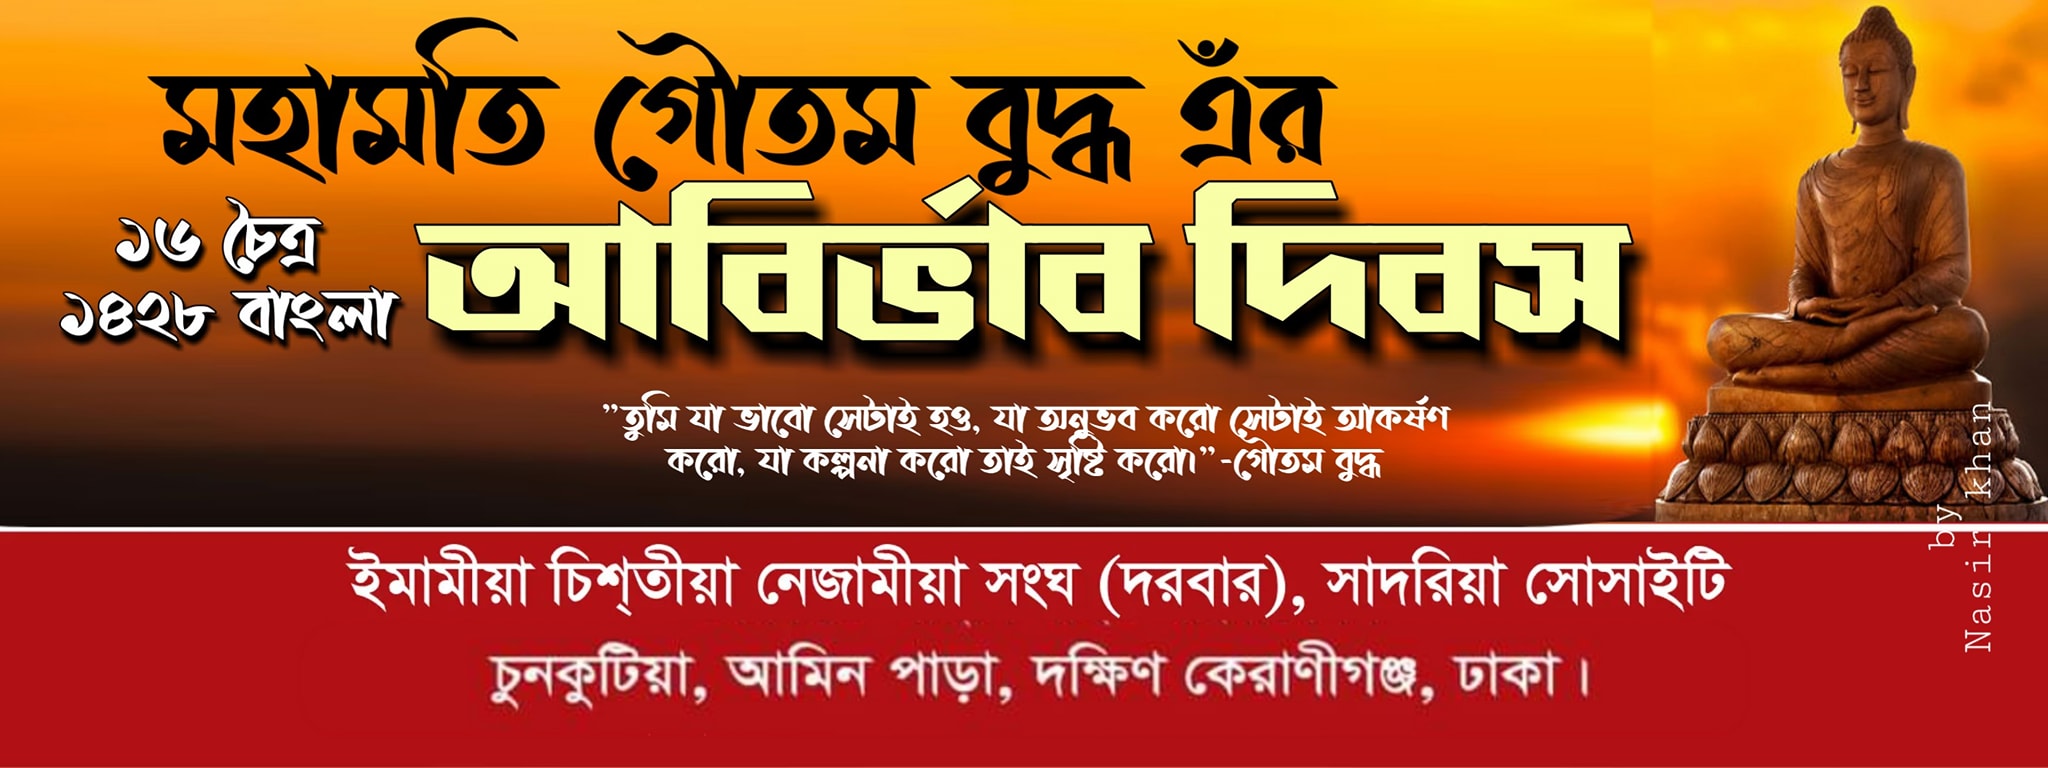 মহামতি গৌতম বুদ্ধ এঁর
আবির্ভাব দিবস
১৬ চৈত্র
১৪২৮ বাংলা
”তুমি যা ভাবো সেটাই হও, যা অনুভব করো সেটাই আকর্ষণ
করো, যা কল্পনা করো তাই সৃষ্টি করো।”-গৌতম বুদ্ধ
ইমামীয়া চিশ্‌তীয়া নেজামীয়া সংঘ (দরবার), সাদরিয়া সোসাইটি
চুনকুটিয়া, আমিন পাড়া, দক্ষিণ কেরাণীগঞ্জ, ঢাকা।
by
Nasir khan